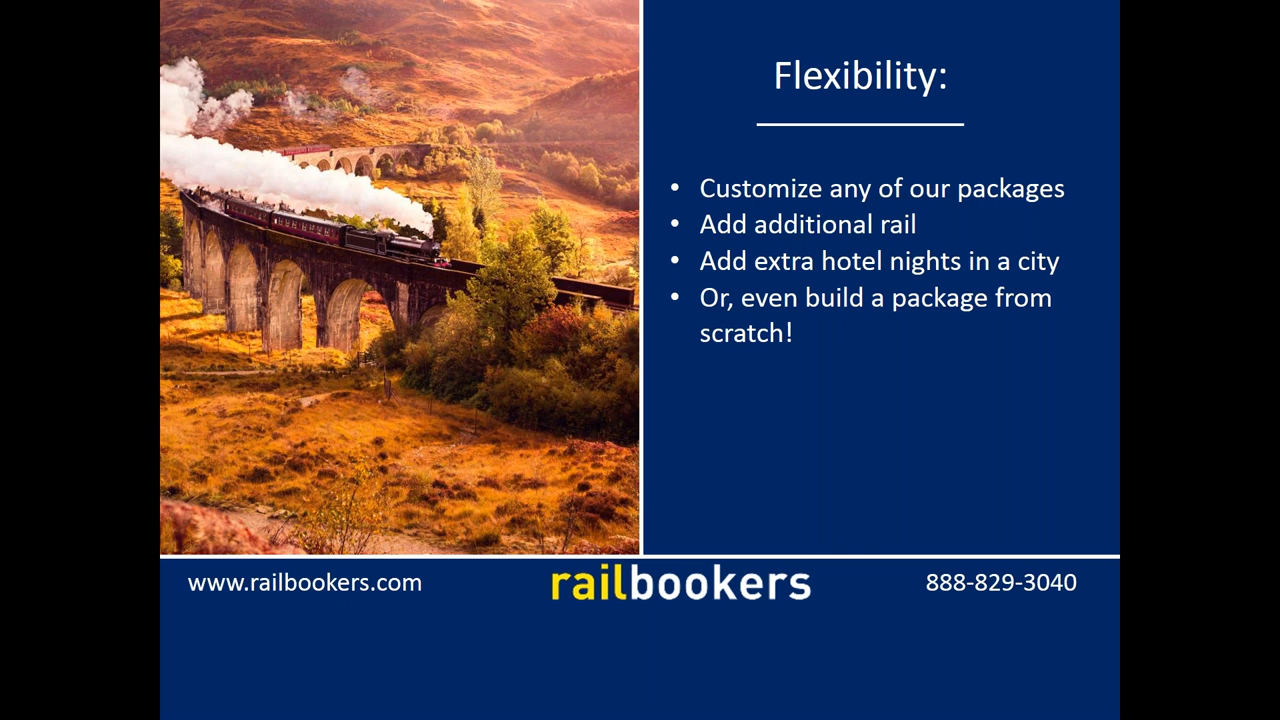 Flexibility:
• Customize any of our packages
• Add additional rail
• Add extra hotel nights in a city
• Or, even build a package from
scratch!
www.railbookers.com
railbookers
888-829-3040